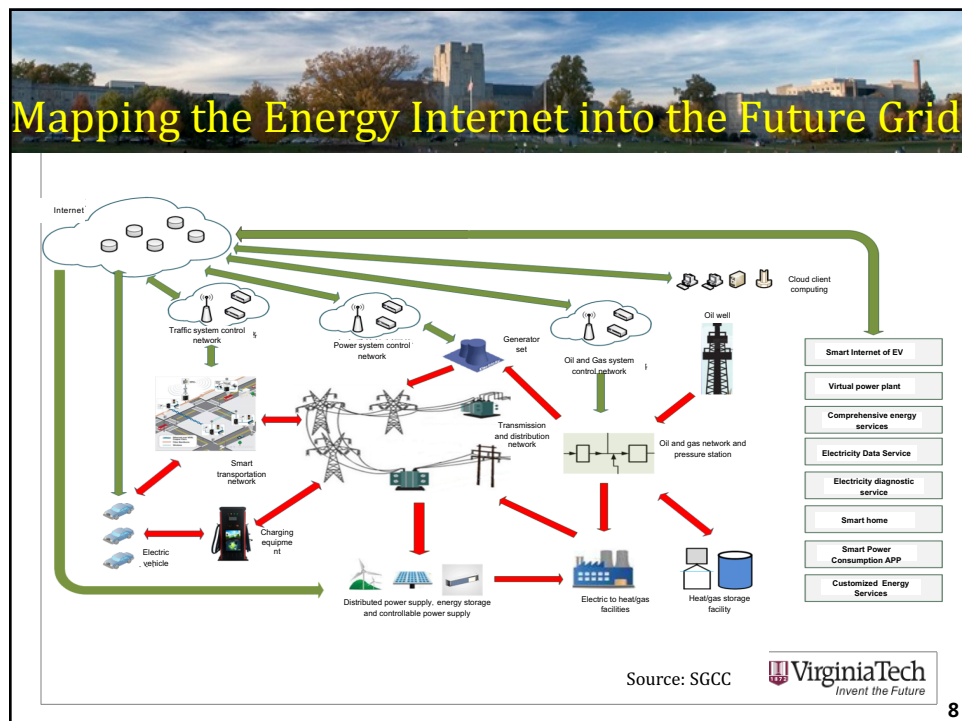 Mapping the Energy Internet into the Future Grid
Internet
Cloud client
computing
Traffic system control
network
Power system control
network
Generator
set
Oil and Gas system
control network
Oil well
Smart Internet of EV
Virtual power plant
Comprehensive energy
services
Electricity Data Service
Electricity diagnostic
service
Smart home
Smart Power
Consumption APP
Customized Energy
Services
Transmission
and distribution
network
Oil and gas network and
pressure station
Smart
transportation
network
Charging
equipme
nt
Electric
vehicle
Distributed power supply, energy storage
and controllable power supply
Electric to heat/gas
facilities
Heat/gas storage
facility
Source: SGCC
1872
VirginiaTech
Invent the Future
8